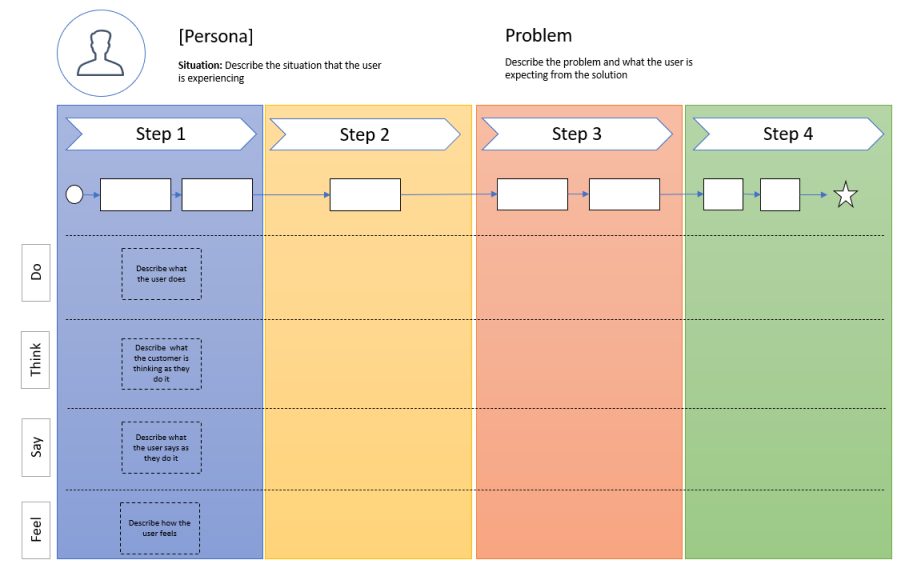 [Persona]
Situation: Describe the situation that the user
is experiencing
Problem
Describe the problem and what the user is
expecting from the solution
Step 1
Step 2
Step 3
Step 4
Do
Describe what
the user does
Think
Describe what
the customer is
thinking as they
do it
Say
Describe what
the user says as
they do it
Feel
Describe how the
user feels